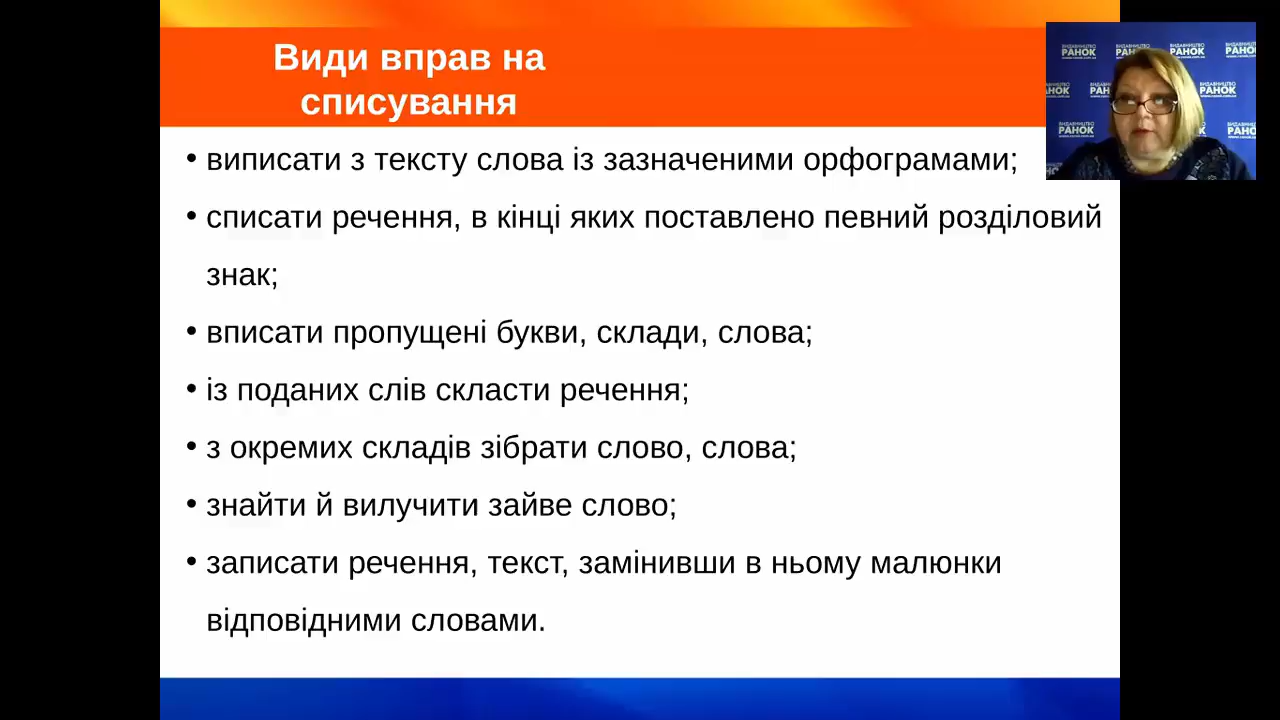 Види вправ на
списування
• виписати з тексту слова із зазначеними орфограмами;
• списати речення, в кінці яких поставлено певний розділовий
знак;
• вписати пропущені букви, склади, слова;
• із поданих слів скласти речення;
• з окремих складів зібрати слово, слова;
• знайти й вилучити зайве слово;
• записати речення, текст, замінивши в ньому малюнки
відповідними словами.
ВИДАВНИЦТВО
РАНОК